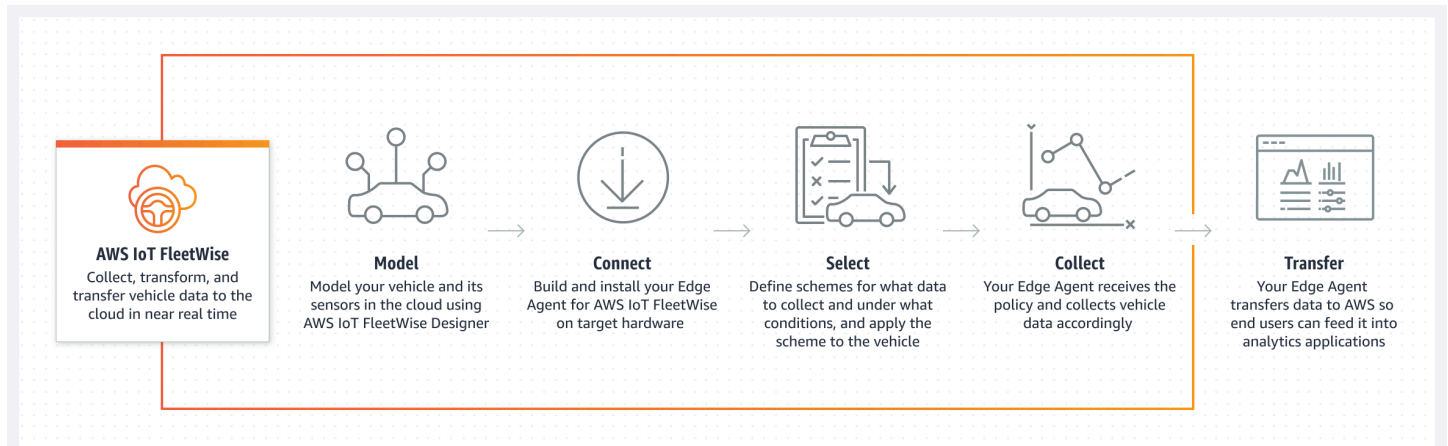 AWS IoT FleetWise
Collect, transform, and
transfer vehicle data to the
cloud in near real time
Model
Model your vehicle and its
sensors in the cloud using
AWS IoT FleetWise Designer
Connect
Build and install your Edge
Agent for AWS IoT FleetWise
on target hardware
Select
Define schemes for what data
to collect and under what
conditions, and apply the
scheme to the vehicle
Collect
Your Edge Agent receives the
policy and collects vehicle
data accordingly
Transfer
Your Edge Agent
transfers data to AWS so
end users can feed it into
analytics applications